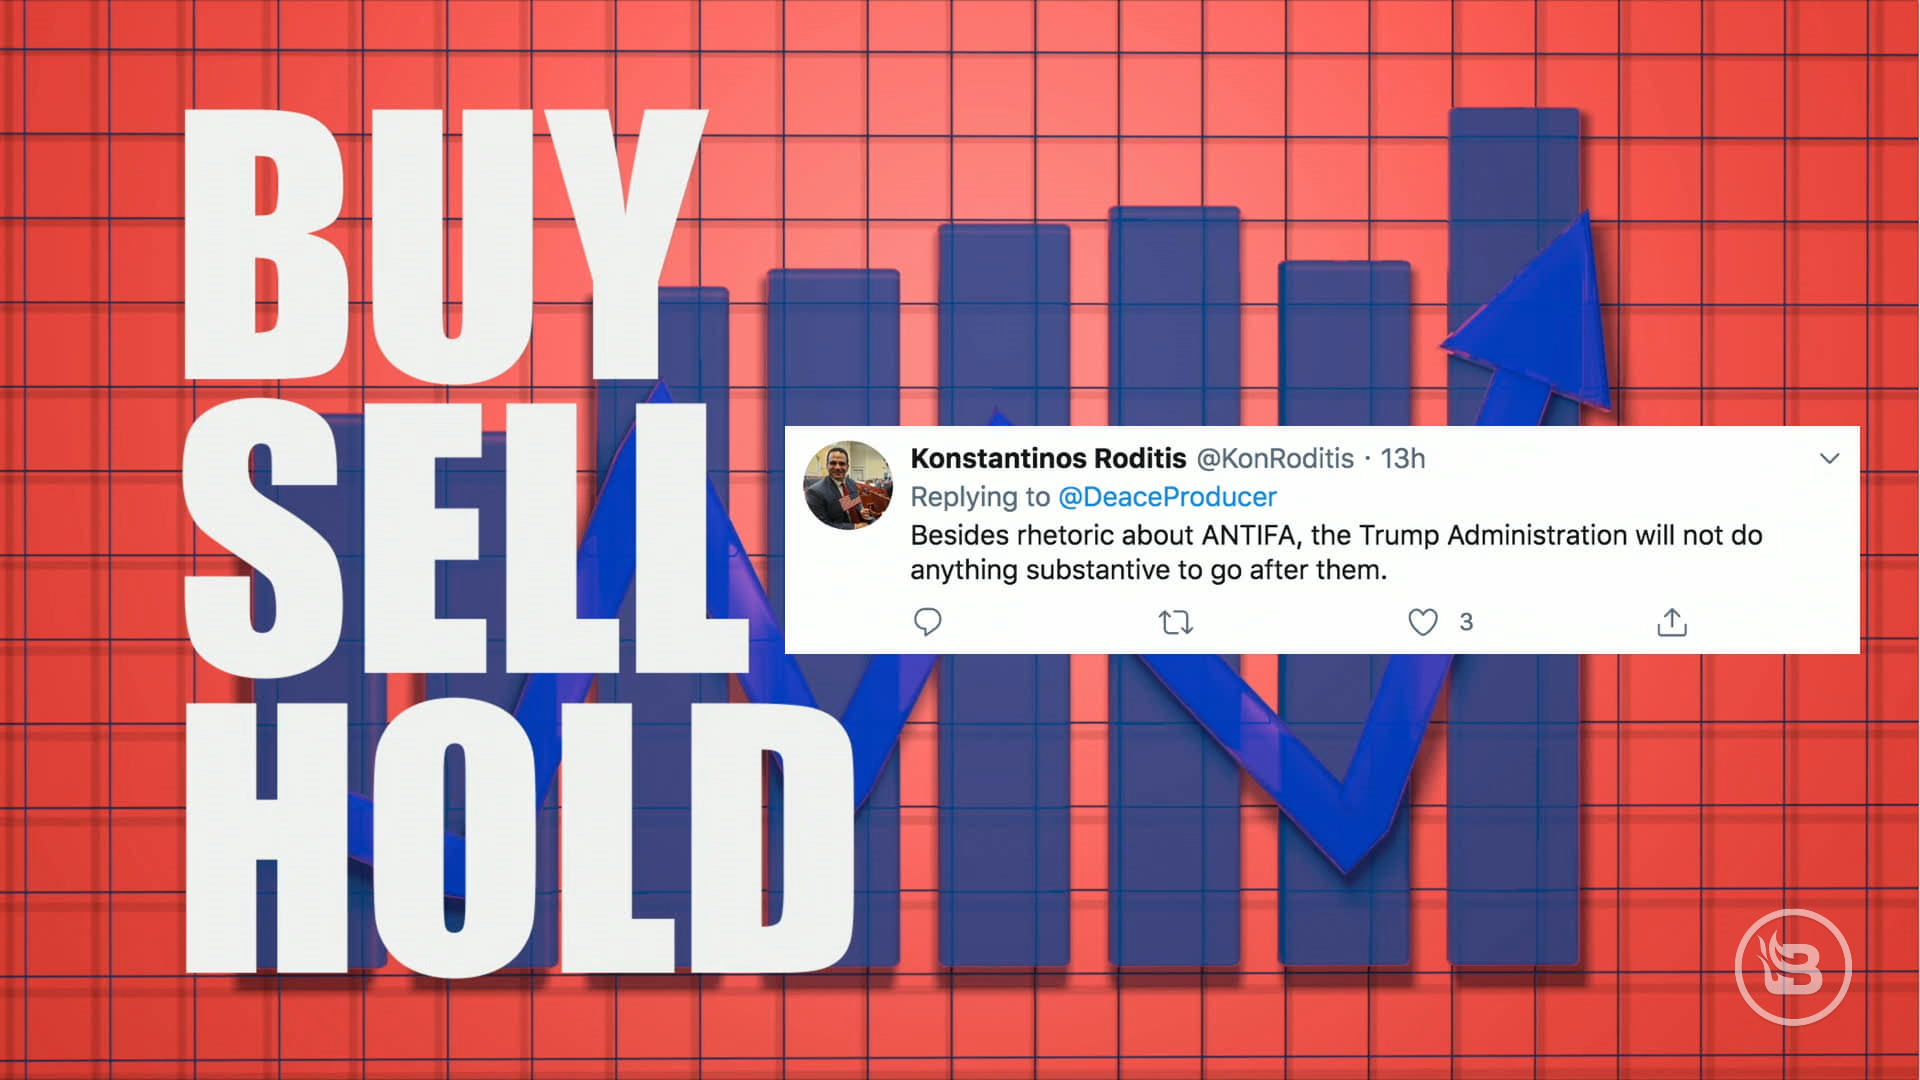 BUY
SELL
HOLD
Konstantinos Roditis @KonRoditis · 13h
Replying to @DeaceProducer
Besides rhetoric about ANTIFA, the Trump Administration will not do
anything substantive to go after them.
3
B